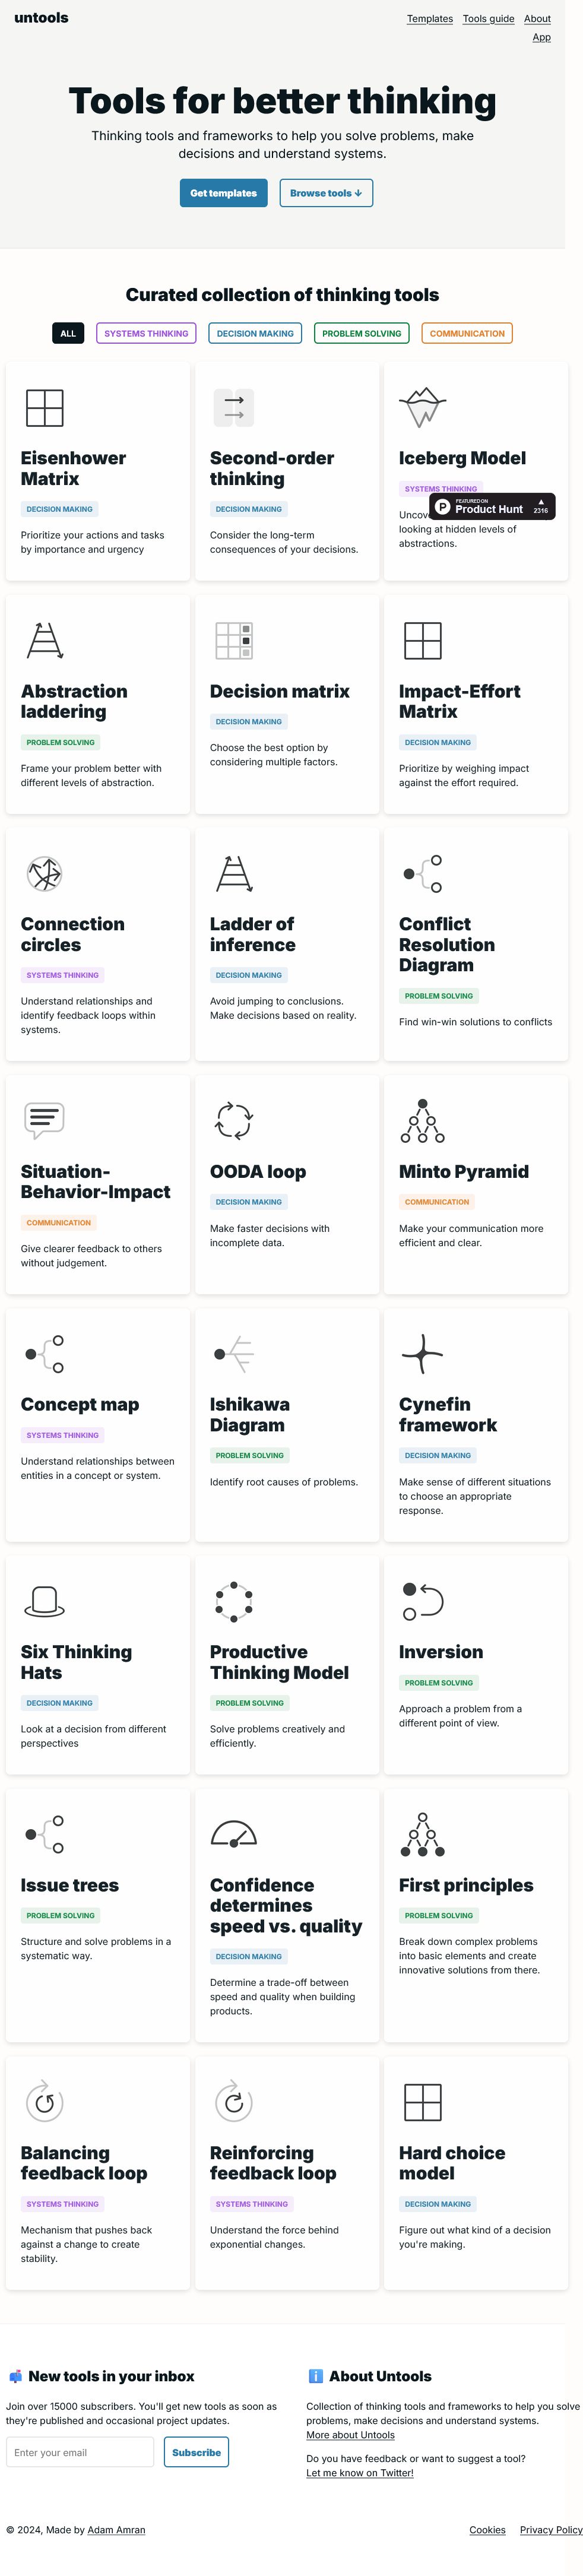 untools
Templates Tools guide About
App
Tools for better thinking
Thinking tools and frameworks to help you solve problems, make
decisions and understand systems.
Get templates
Browse tools ↓
Curated collection of thinking tools
ALL
SYSTEMS THINKING
DECISION MAKING
PROBLEM SOLVING
COMMUNICATION
Eisenhower
Matrix
DECISION MAKING
Prioritize your actions and tasks
by importance and urgency
Second-order
thinking
DECISION MAKING
Consider the long-term
consequences of your decisions.
Iceberg Model
SYSTEMS THINKING
looking at hidden levels of
abstractions.
FEATURED ON
Product Hunt
▲
2316
Abstraction
laddering
PROBLEM SOLVING
Frame your problem better with
different levels of abstraction.
Decision matrix
DECISION MAKING
Choose the best option by
considering multiple factors.
Impact-Effort
Matrix
DECISION MAKING
Prioritize by weighing impact
against the effort required.
Connection
circles
SYSTEMS THINKING
Understand relationships and
identify feedback loops within
systems.
Ladder of
inference
DECISION MAKING
Avoid jumping to conclusions.
Make decisions based on reality.
Conflict
Resolution
Diagram
PROBLEM SOLVING
Find win-win solutions to conflicts
Situation-
Behavior-Impact
COMMUNICATION
Give clearer feedback to others
without judgement.
OODA loop
DECISION MAKING
Make faster decisions with
incomplete data.
Minto Pyramid
COMMUNICATION
Make your communication more
efficient and clear.
Concept map
SYSTEMS THINKING
Understand relationships between
entities in a concept or system.
Ishikawa
Diagram
PROBLEM SOLVING
Identify root causes of problems.
Cynefin
framework
DECISION MAKING
Make sense of different situations
to choose an appropriate
response.
Six Thinking
Hats
DECISION MAKING
Look at a decision from different
perspectives
Productive
Thinking Model
PROBLEM SOLVING
Solve problems creatively and
efficiently.
Inversion
PROBLEM SOLVING
Approach a problem from a
different point of view.
Issue trees
PROBLEM SOLVING
Structure and solve problems in a
systematic way.
Confidence
determines
speed vs. quality
DECISION MAKING
Determine a trade-off between
speed and quality when building
products.
First principles
PROBLEM SOLVING
Break down complex problems
into basic elements and create
innovative solutions from there.
Balancing
feedback loop
SYSTEMS THINKING
Mechanism that pushes back
against a change to create
stability.
Reinforcing
feedback loop
SYSTEMS THINKING
Understand the force behind
exponential changes.
Hard choice
model
DECISION MAKING
Figure out what kind of a decision
you're making.
📫 New tools in your inbox
Join over 15000 subscribers. You'll get new tools as soon as
they're published and occasional project updates.
Enter your email
Subscribe
ℹ️ About Untools
Collection of thinking tools and frameworks to help you solve
problems, make decisions and understand systems.
More about Untools
Do you have feedback or want to suggest a tool?
Let me know on Twitter!
© 2024, Made by Adam Amran
Cookies Privacy Policy